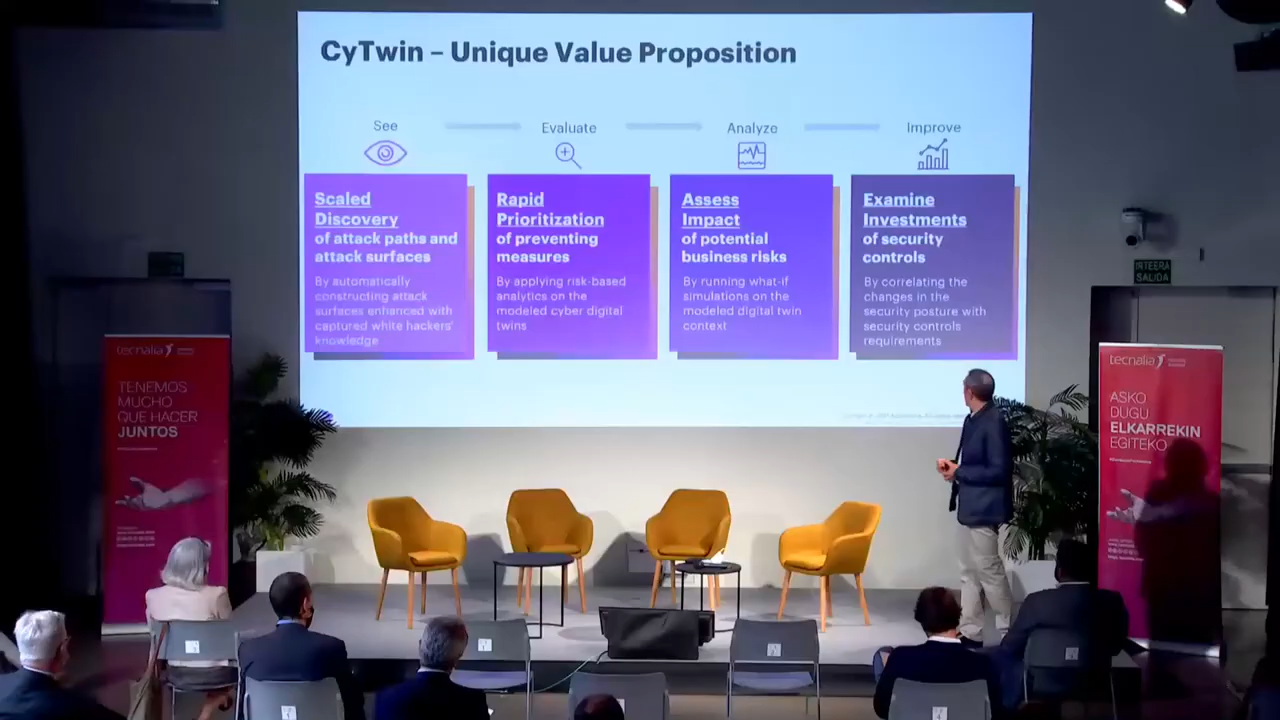 CyTwin – Unique Value Proposition
See
Evaluate
Analyze
Improve
Scaled
Discovery
of attack paths and
attack surfaces
By automatically
constructing attack
surfaces enhanced with
captured white hackers'
knowledge
Rapid
Prioritization
of preventing
measures
By applying risk-based
analytics on the
modeled cyber digital
twins
Assess
Impact
of potential
business risks
By running what-if
simulations on the
modeled digital twin
context
Examine
Investments
of security
controls
By correlating the
changes in the
security posture with
security controls
requirements
IRTEERA
SALIDA
tecnalia
TENEMOS
MUCHO
QUE HACER
JUNTOS
tecnalia
ASKO
DUGU
ELKARREKIN
EGITEKO